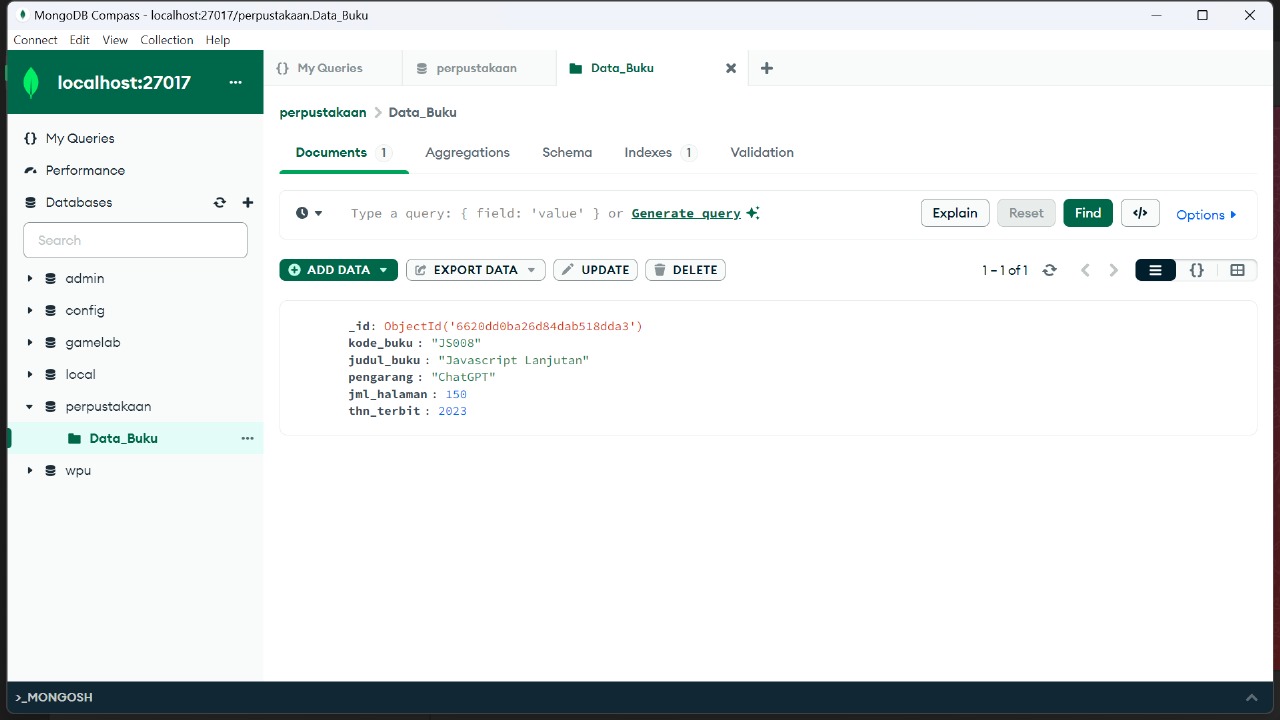 MongoDB Compass - localhost:27017/perpustakaan.Data_Buku
Connect Edit View Collection Help
localhost:27017 ...
{} My Queries
Performance
Databases
Search
admin
config
gamelab
local
perpustakaan
Data_Buku ...
wpu
{} My Queries perpustakaan Data_Buku
perpustakaan > Data_Buku
Documents 1 Aggregations Schema Indexes 1 Validation
Type a query: { field: 'value' } or Generate query Explain Reset Find </> Options
ADD DATA EXPORT DATA UPDATE DELETE 1 – 1 of 1 {}
_id: ObjectId('6620dd0ba26d84dab518dda3')
kode_buku : "JS008"
judul_buku : "Javascript Lanjutan"
pengarang : "ChatGPT"
jml_halaman : 150
thn_terbit : 2023
>_MONGOSH